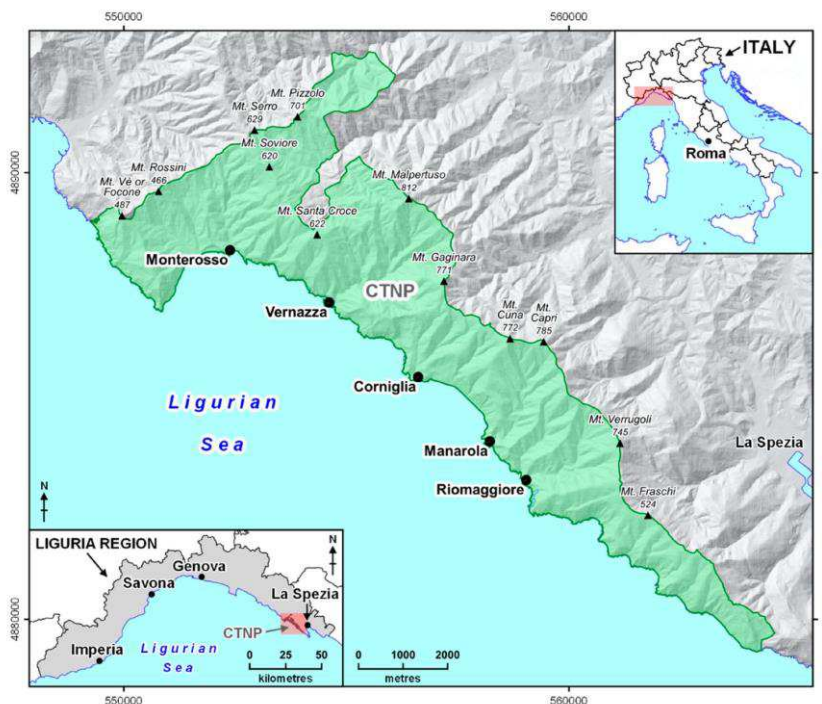 550000
560000
ITALY
Roma
4890000
4890000
Mt. Pizzolo
701
Mt. Serro
629
Mt. Soviore
620
Mt. Rossini
466
Mt. Vè or
Focone
487
Mt. Malpertuso
812
Mt. Santa Croce
622
Monterosso
Mt. Gaginara
771
CTNP
Vernazza
Mt.
Cuna
772
Mt.
Capri
785
Corniglia
Ligurian
Sea
Mt. Verrugoli
745
La Spezia
Manarola
Riomaggiore
Mt. Fraschi
524
N
LIGURIA REGION
N
Genova
Savona
La Spezia
CTNP
Imperia
Ligurian
Sea
0 25 50
kilometres
0 1000 2000
metres
4880000
4880000
550000
560000